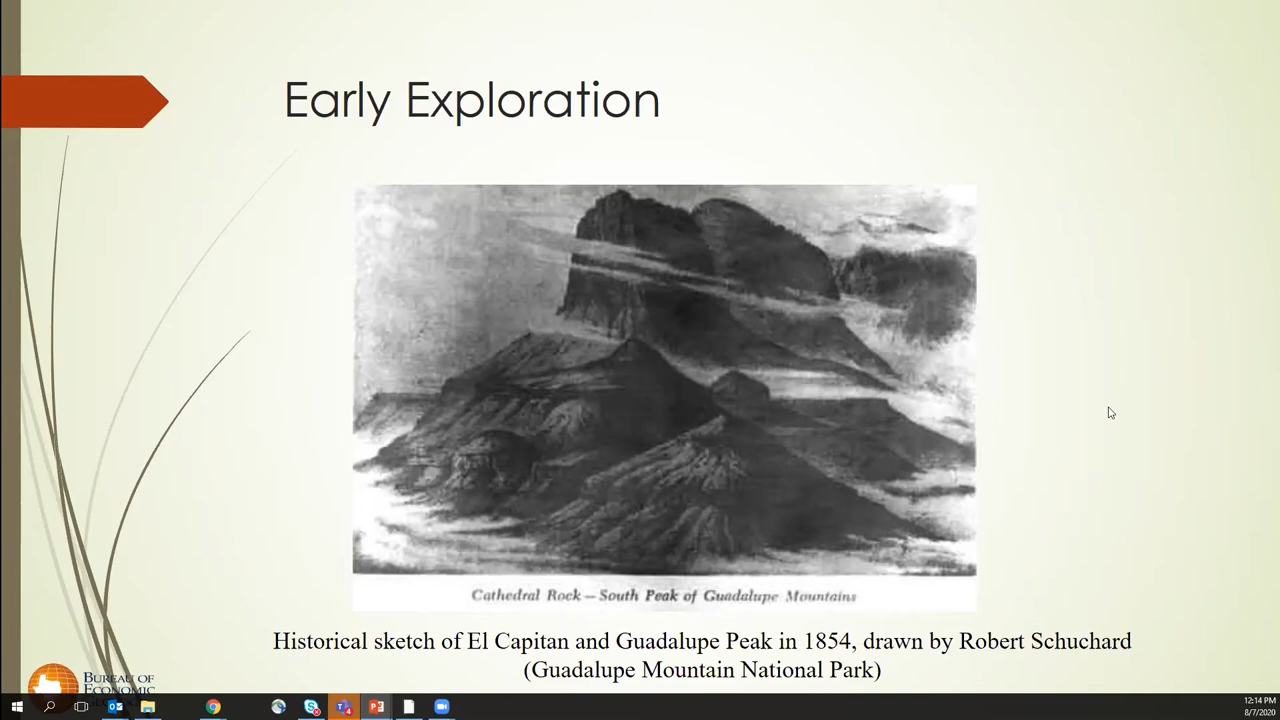 Early Exploration
Cathedral Rock — South Peak of Guadalupe Mountains
Historical sketch of El Capitan and Guadalupe Peak in 1854, drawn by Robert Schuchard
(Guadalupe Mountain National Park)
BUREAU OF
ECONOMIC
12:14 PM
8/7/2020